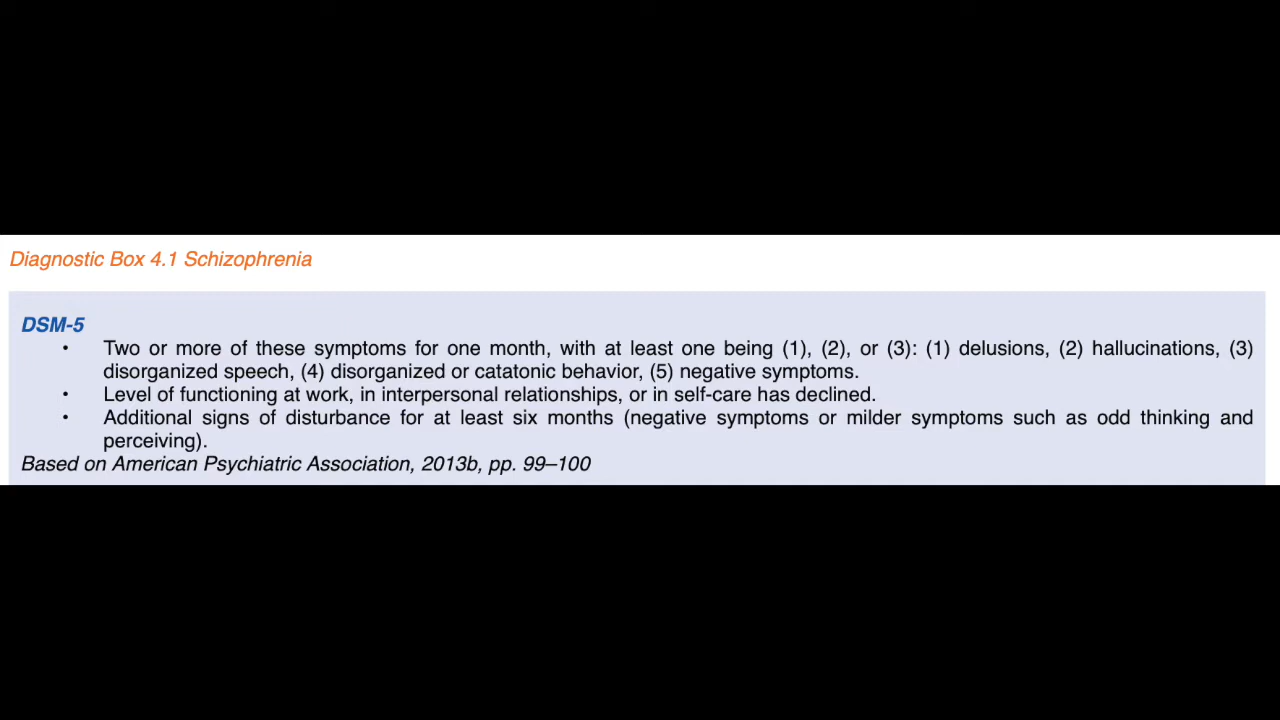 Diagnostic Box 4.1 Schizophrenia
DSM-5
• Two or more of these symptoms for one month, with at least one being (1), (2), or (3): (1) delusions, (2) hallucinations, (3)
disorganized speech, (4) disorganized or catatonic behavior, (5) negative symptoms.
• Level of functioning at work, in interpersonal relationships, or in self-care has declined.
• Additional signs of disturbance for at least six months (negative symptoms or milder symptoms such as odd thinking and
perceiving).
Based on American Psychiatric Association, 2013b, pp. 99–100